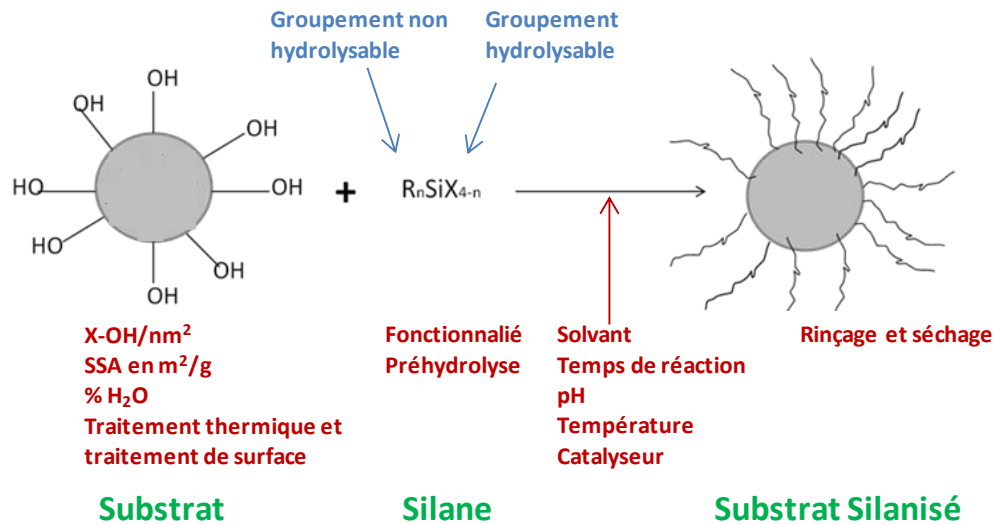 Groupement non
hydrolysable
Groupement
hydrolysable
OH
OH
OH
HO
OH
HO
OH
OH
+
RₙSiX₄₋ₙ
X-OH/nm²
SSA en m²/g
% H₂O
Traitement thermique et
traitement de surface
Fonctionnalié
Préhydrolyse
Solvant
Temps de réaction
pH
Température
Catalyseur
Rinçage et séchage
Substrat
Silane
Substrat Silanisé